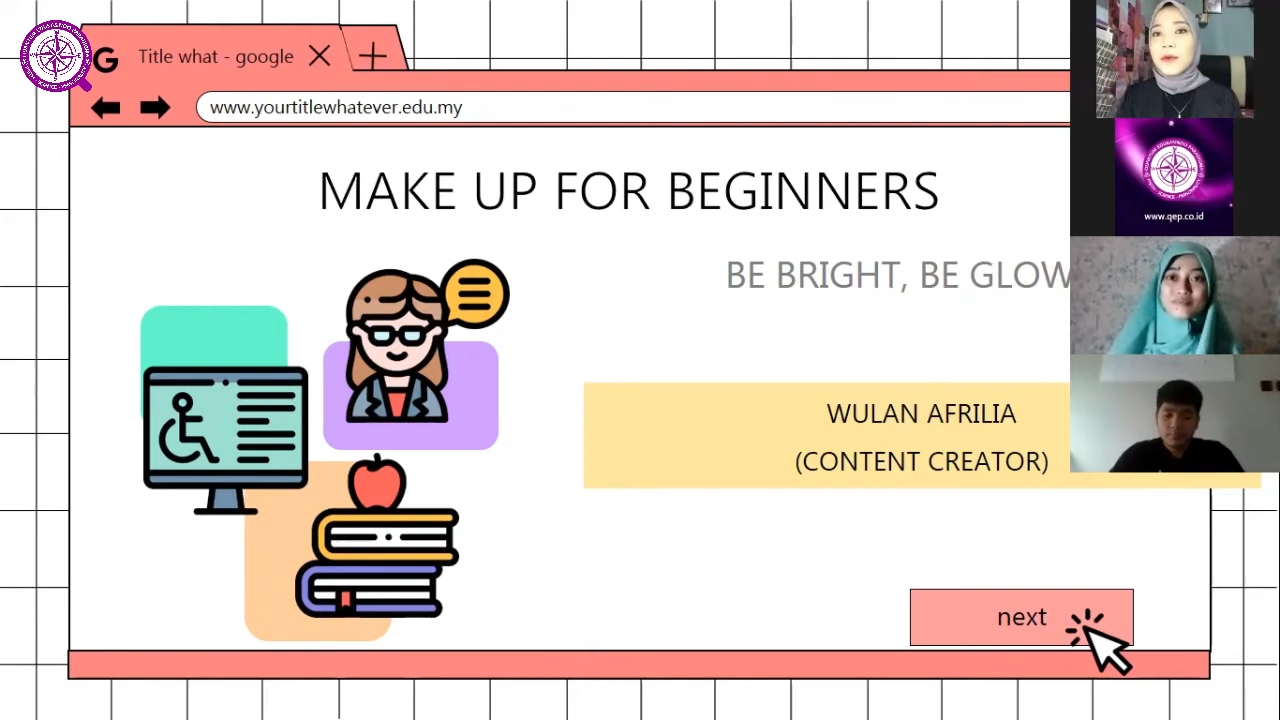 G
Title what - google
www.yourtitlewhatever.edu.my
MAKE UP FOR BEGINNERS
BE BRIGHT, BE GLOW
WULAN AFRILIA
(CONTENT CREATOR)
next
www.qep.co.id